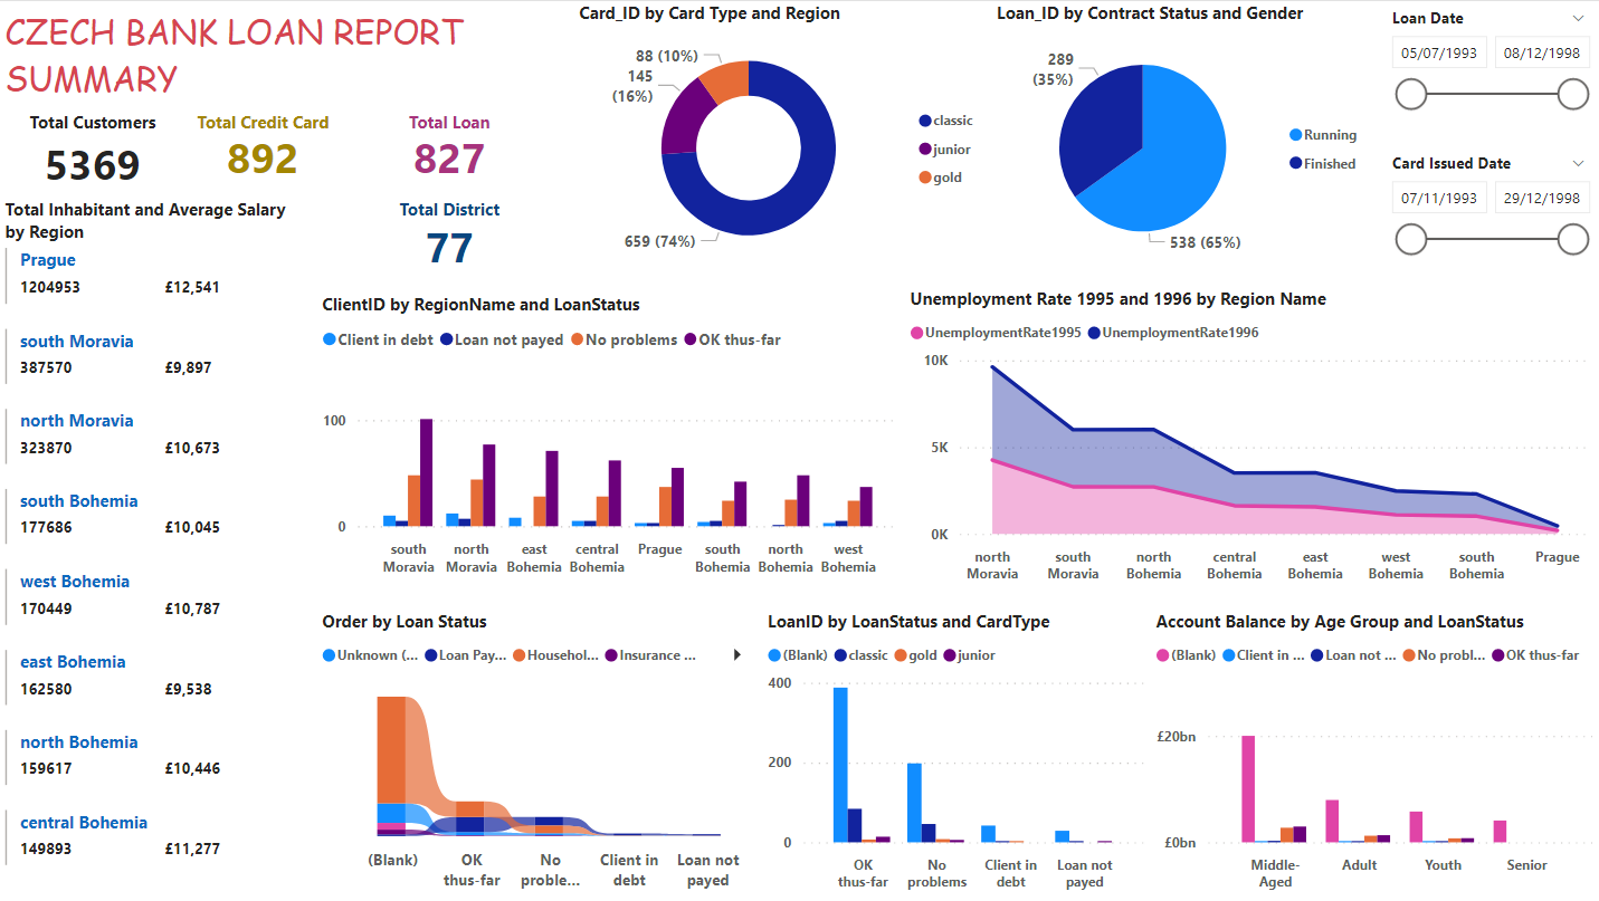 CZECH BANK LOAN REPORT
SUMMARY
Total Customers
5369
Total Credit Card
892
Total Loan
827
Total District
77
Total Inhabitant and Average Salary
by Region
Prague
1204953 £12,541
south Moravia
387570 £9,897
north Moravia
323870 £10,673
south Bohemia
177686 £10,045
west Bohemia
170449 £10,787
east Bohemia
162580 £9,538
north Bohemia
159617 £10,446
central Bohemia
149893 £11,277
Card_ID by Card Type and Region
88 (10%)
145
(16%)
659 (74%)
classic
junior
gold
Loan_ID by Contract Status and Gender
289
(35%)
538 (65%)
Running
Finished
Loan Date
05/07/1993 08/12/1998
Card Issued Date
07/11/1993 29/12/1998
ClientID by RegionName and LoanStatus
Client in debt Loan not payed No problems OK thus-far
100
0
south
Moravia
north
Moravia
east
Bohemia
central
Bohemia
Prague
south
Bohemia
north
Bohemia
west
Bohemia
Unemployment Rate 1995 and 1996 by Region Name
UnemploymentRate1995 UnemploymentRate1996
10K
5K
0K
north
Moravia
south
Moravia
north
Bohemia
central
Bohemia
east
Bohemia
west
Bohemia
south
Bohemia
Prague
Order by Loan Status
Unknown (... Loan Pay... Househol... Insurance ...
(Blank)
OK
thus-far
No
proble...
Client in
debt
Loan not
payed
LoanID by LoanStatus and CardType
(Blank) classic gold junior
400
200
0
OK
thus-far
No
problems
Client in
debt
Loan not
payed
Account Balance by Age Group and LoanStatus
(Blank) Client in ... Loan not ... No probl... OK thus-far
£20bn
£0bn
Middle-
Aged
Adult
Youth
Senior